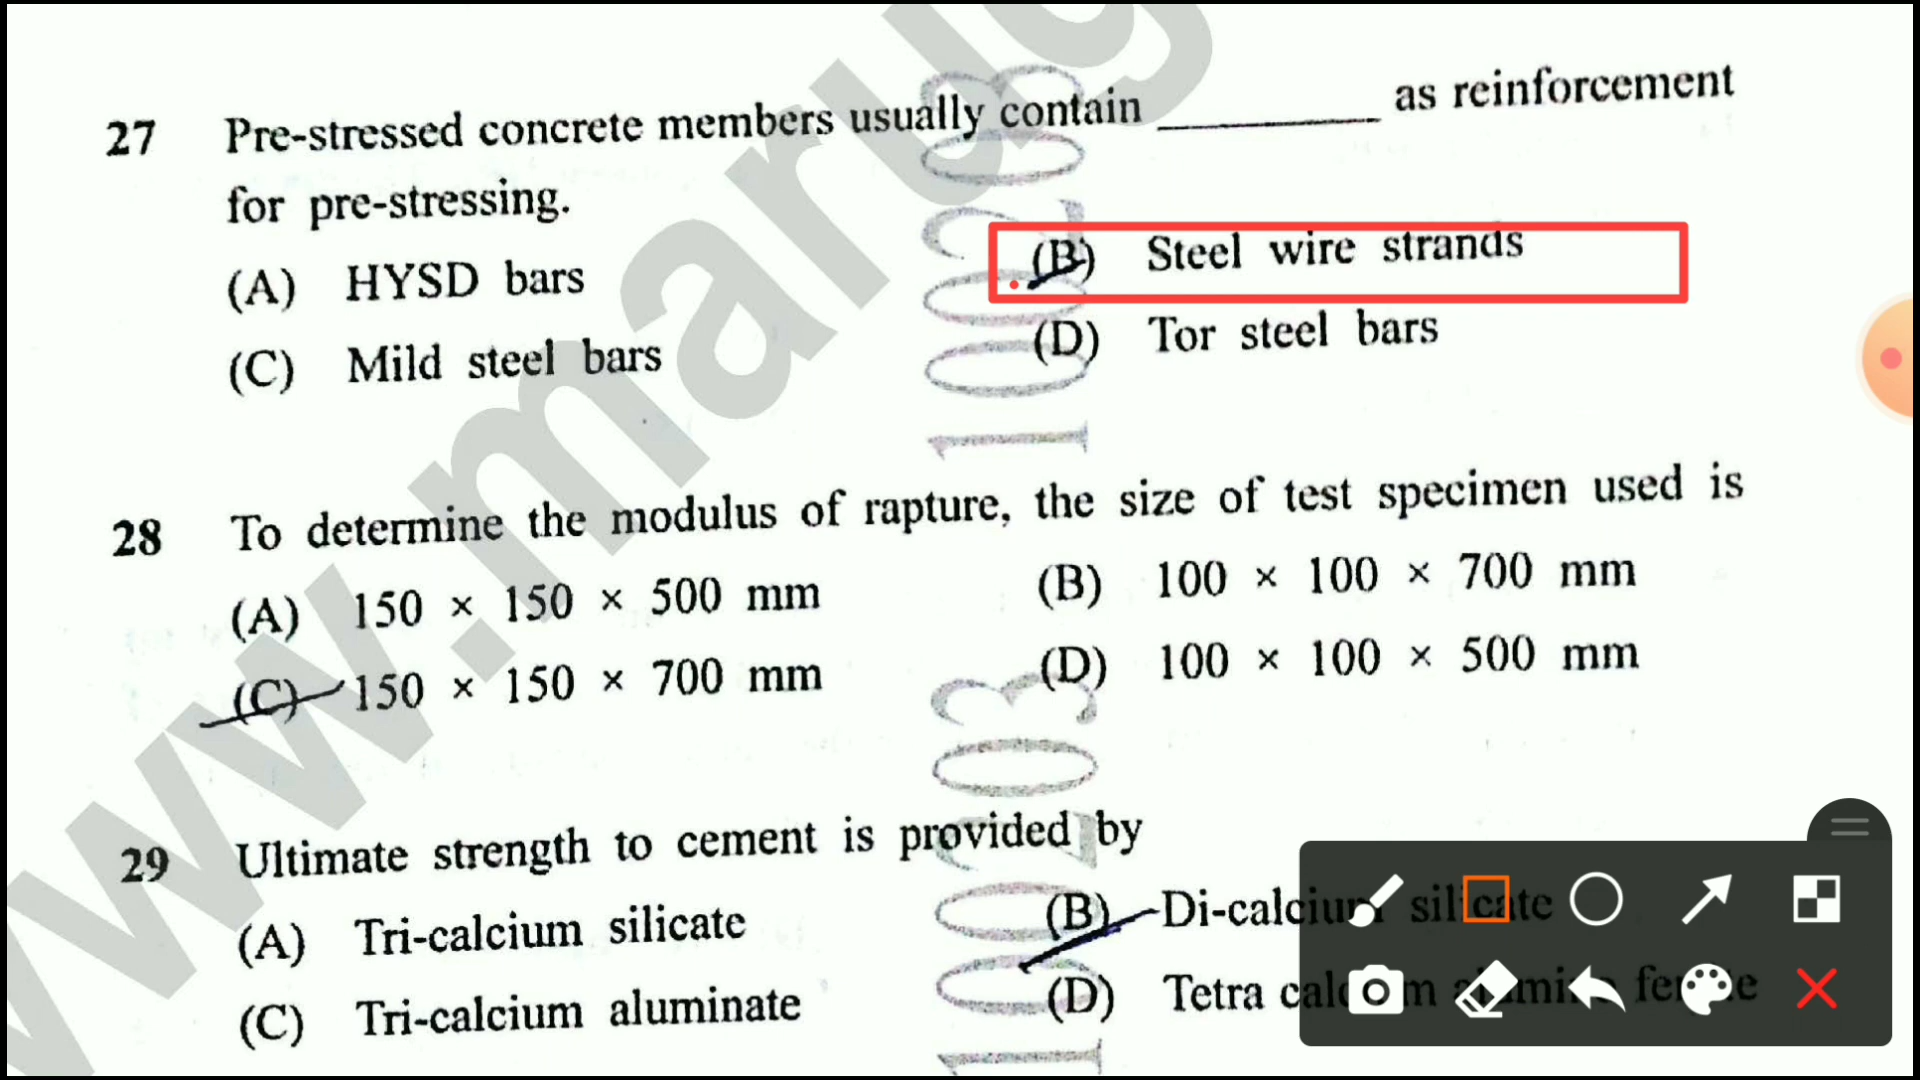 27 Pre-stressed concrete members usually contain __________ as reinforcement
for pre-stressing.
(A) HYSD bars (B) Steel wire strands
(C) Mild steel bars (D) Tor steel bars
28 To determine the modulus of rapture, the size of test specimen used is
(A) 150 × 150 × 500 mm (B) 100 × 100 × 700 mm
(C) 150 × 150 × 700 mm (D) 100 × 100 × 500 mm
29 Ultimate strength to cement is provided by
(A) Tri-calcium silicate (B) Di-calcium silicate
(C) Tri-calcium aluminate (D) Tetra
www.marug